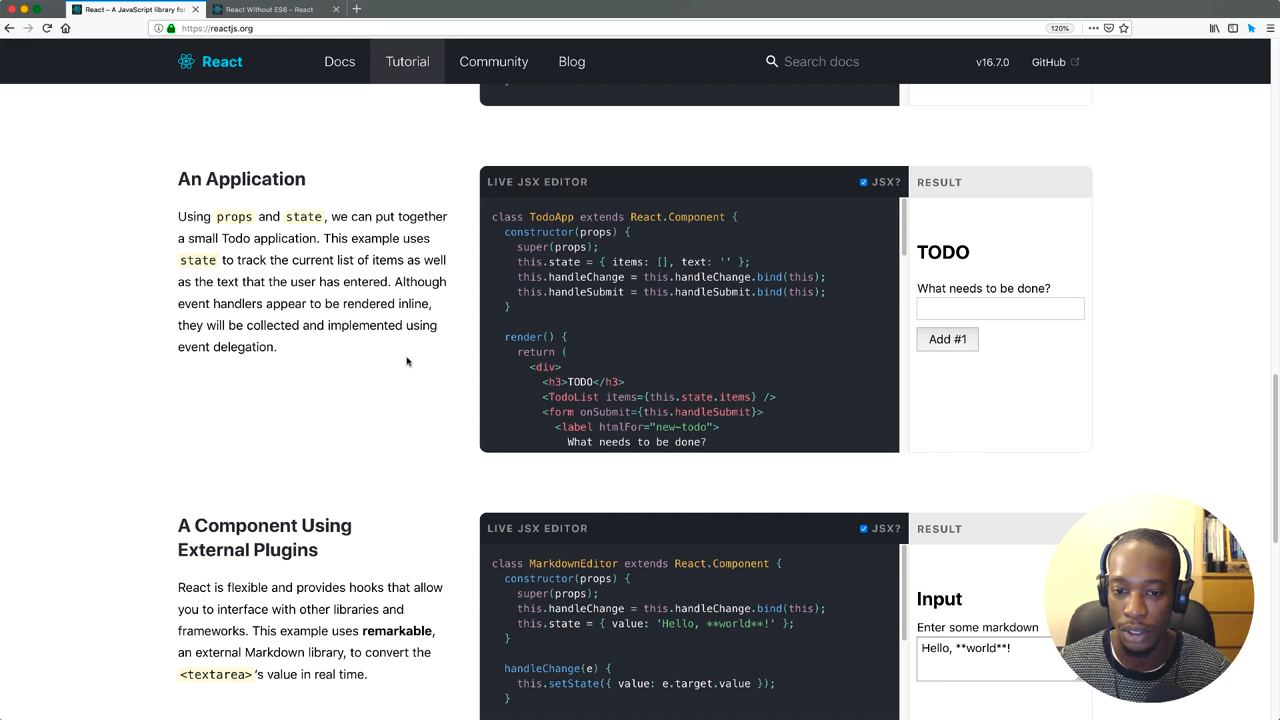 React – A JavaScript library for
React Without ES6 – React
https://reactjs.org
120%
React
Docs
Tutorial
Community
Blog
Search docs
v16.7.0
GitHub
An Application
Using props and state, we can put together
a small Todo application. This example uses
state to track the current list of items as well
as the text that the user has entered. Although
event handlers appear to be rendered inline,
they will be collected and implemented using
event delegation.
LIVE JSX EDITOR
JSX?
class TodoApp extends React.Component {
constructor(props) {
super(props);
this.state = { items: [], text: '' };
this.handleChange = this.handleChange.bind(this);
this.handleSubmit = this.handleSubmit.bind(this);
}
render() {
return (
<div>
<h3>TODO</h3>
<TodoList items={this.state.items} />
<form onSubmit={this.handleSubmit}>
<label htmlFor="new-todo">
What needs to be done?
RESULT
TODO
What needs to be done?
Add #1
A Component Using
External Plugins
React is flexible and provides hooks that allow
you to interface with other libraries and
frameworks. This example uses remarkable,
an external Markdown library, to convert the
<textarea>’s value in real time.
LIVE JSX EDITOR
JSX?
class MarkdownEditor extends React.Component {
constructor(props) {
super(props);
this.handleChange = this.handleChange.bind(this);
this.state = { value: 'Hello, **world**!' };
}
handleChange(e) {
this.setState({ value: e.target.value });
}
RESULT
Input
Enter some markdown
Hello, **world**!